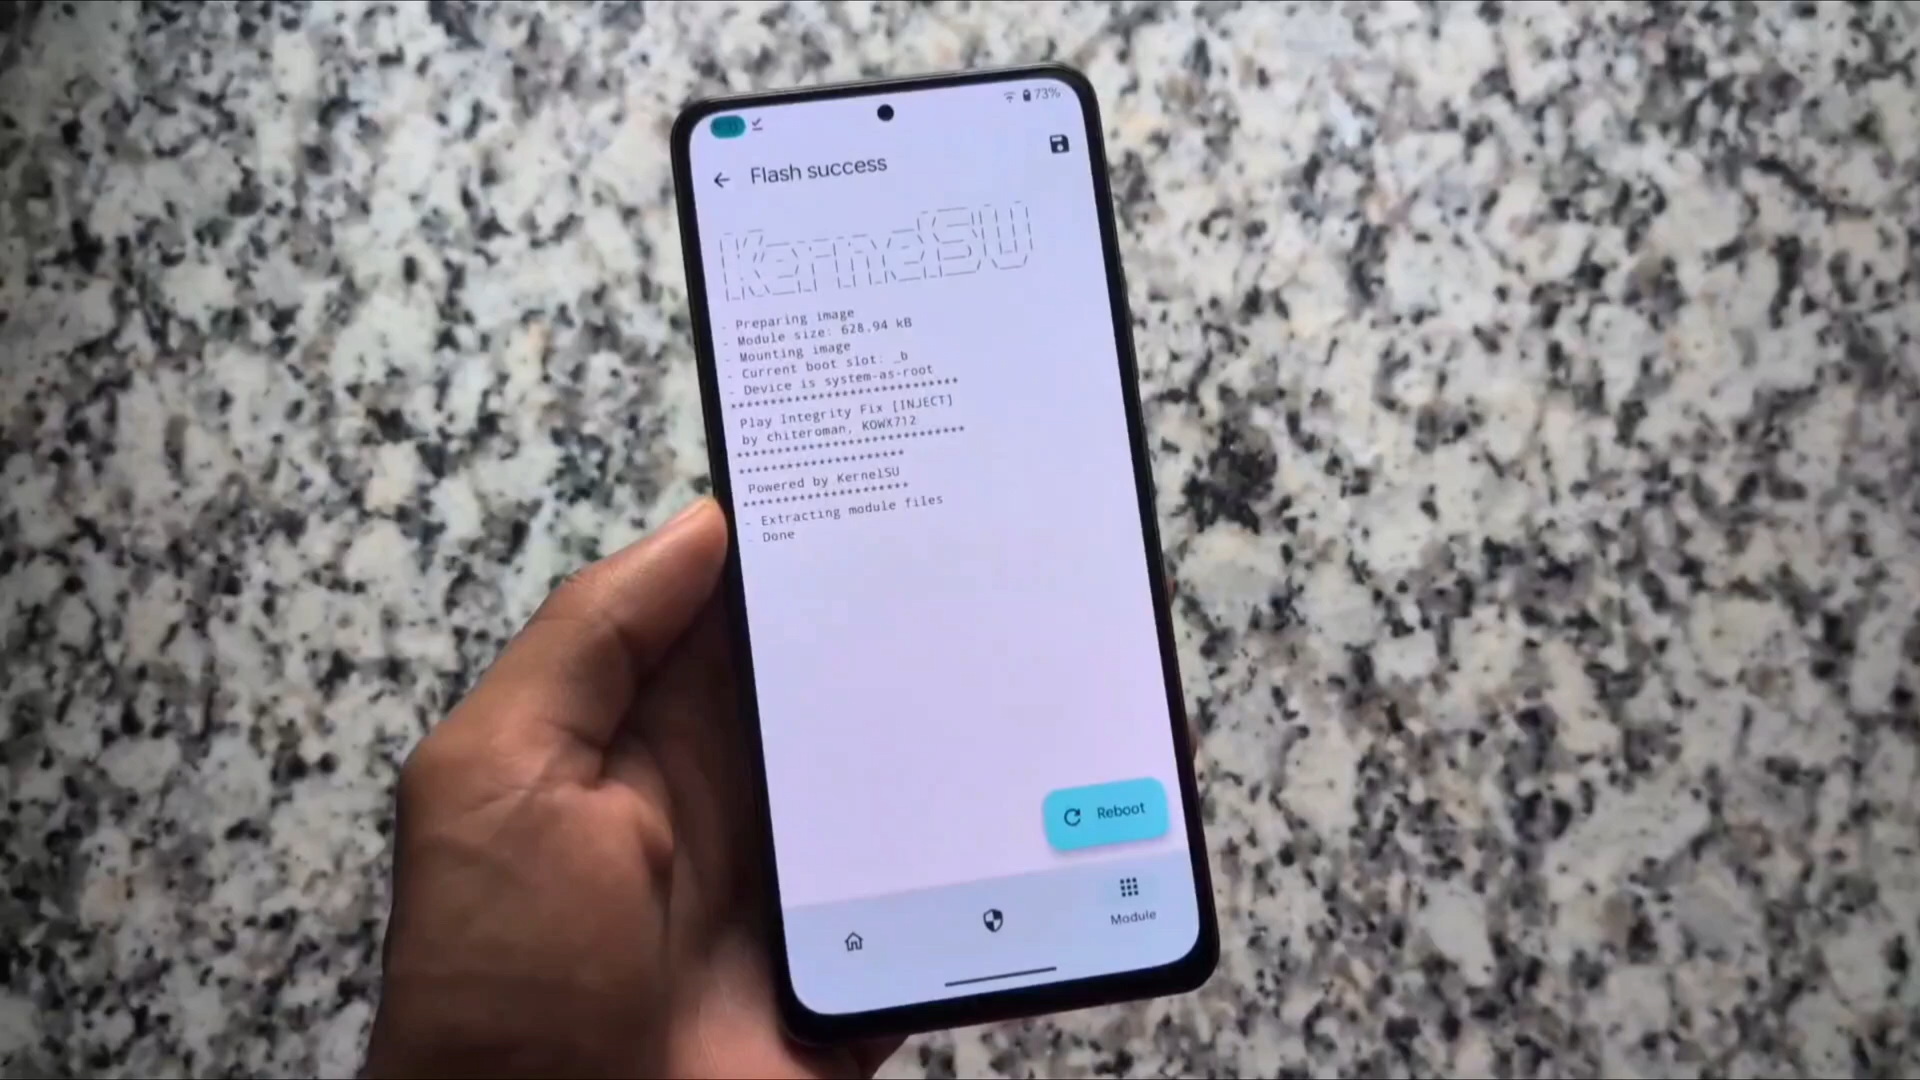 73%
Flash success
KernelSU
- Preparing image
- Module size: 628.94 kB
- Mounting image
- Current boot slot: _b
- Device is system-as-root
****************************
Play Integrity Fix [INJECT]
by chiteroman, KOWX712
****************************
*********************
Powered by KernelSU
*********************
- Extracting module files
- Done
Reboot
Module